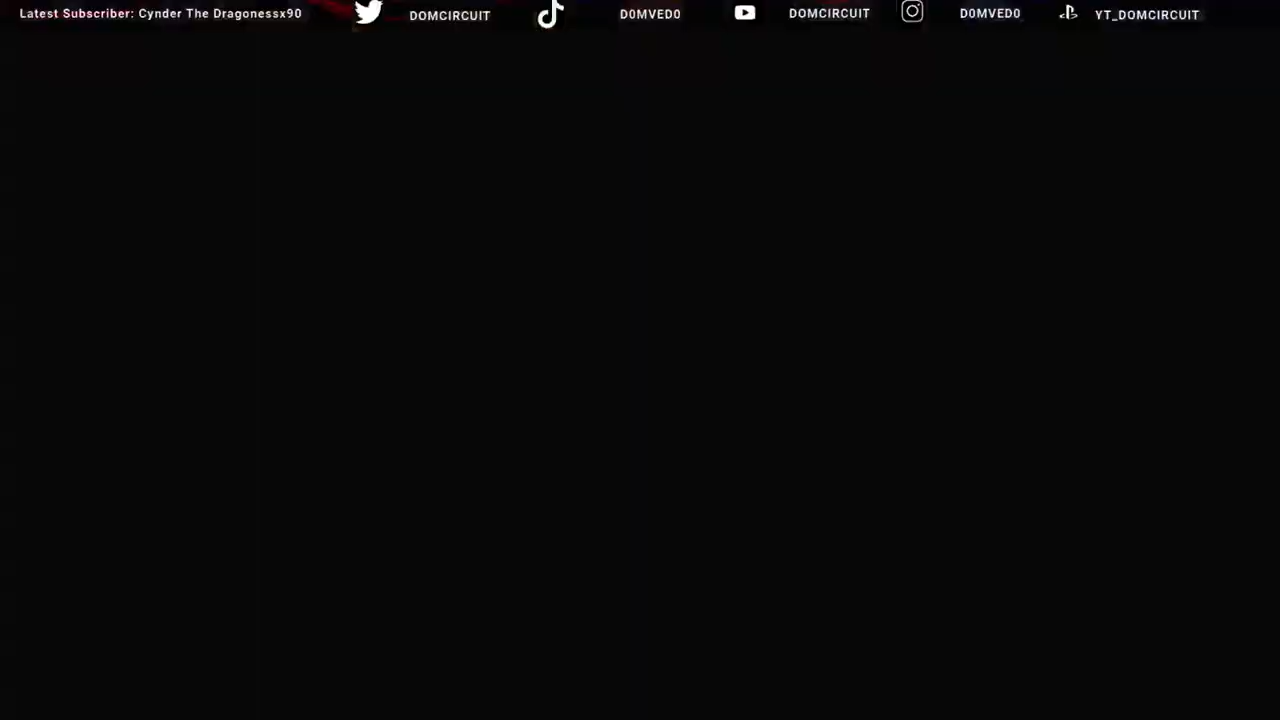 Latest Subscriber: Cynder The Dragonessx90 DOMCIRCUIT D0MVED0 DOMCIRCUIT D0MVED0 YT_DOMCIRCUIT